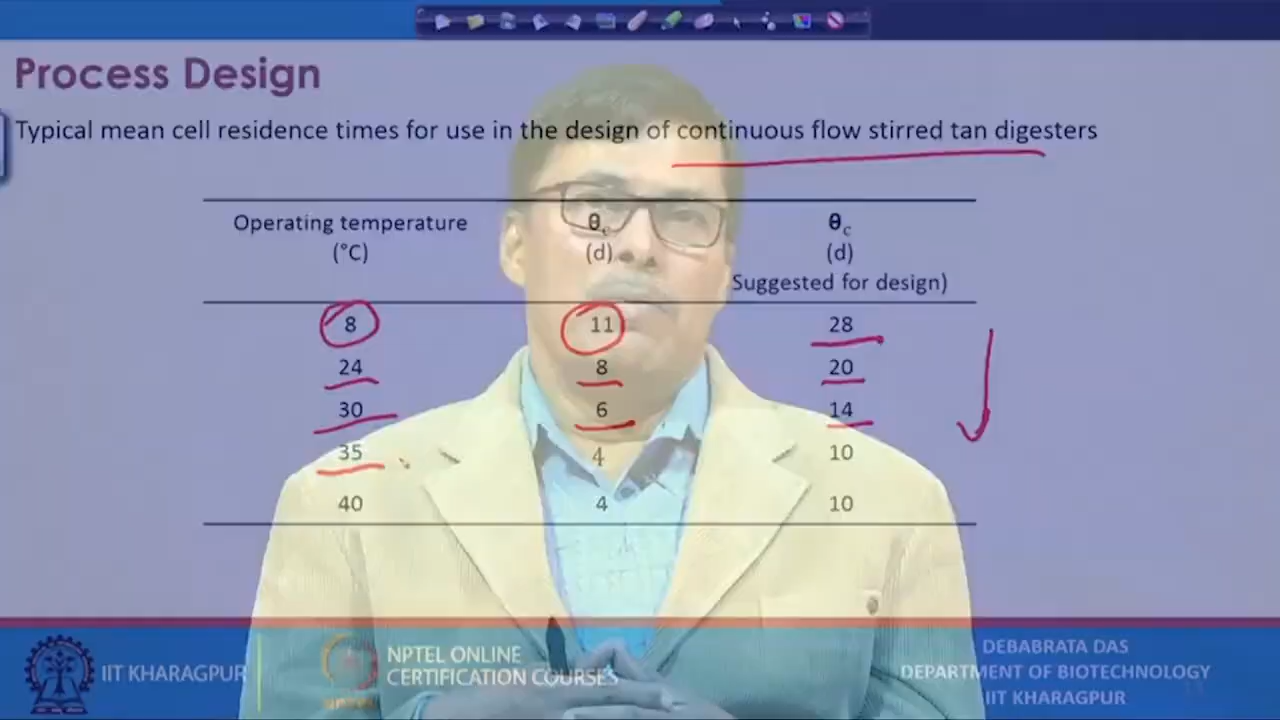 Process Design
Typical mean cell residence times for use in the design of continuous flow stirred tan digesters
Operating temperature (°C) θc (d) θc (d) Suggested for design)
8 11 28
24 8 20
30 6 14
35 4 10
40 4 10
IIT KHARAGPUR
NPTEL ONLINE
CERTIFICATION COURSES
DEBABRATA DAS
DEPARTMENT OF BIOTECHNOLOGY
IIT KHARAGPUR